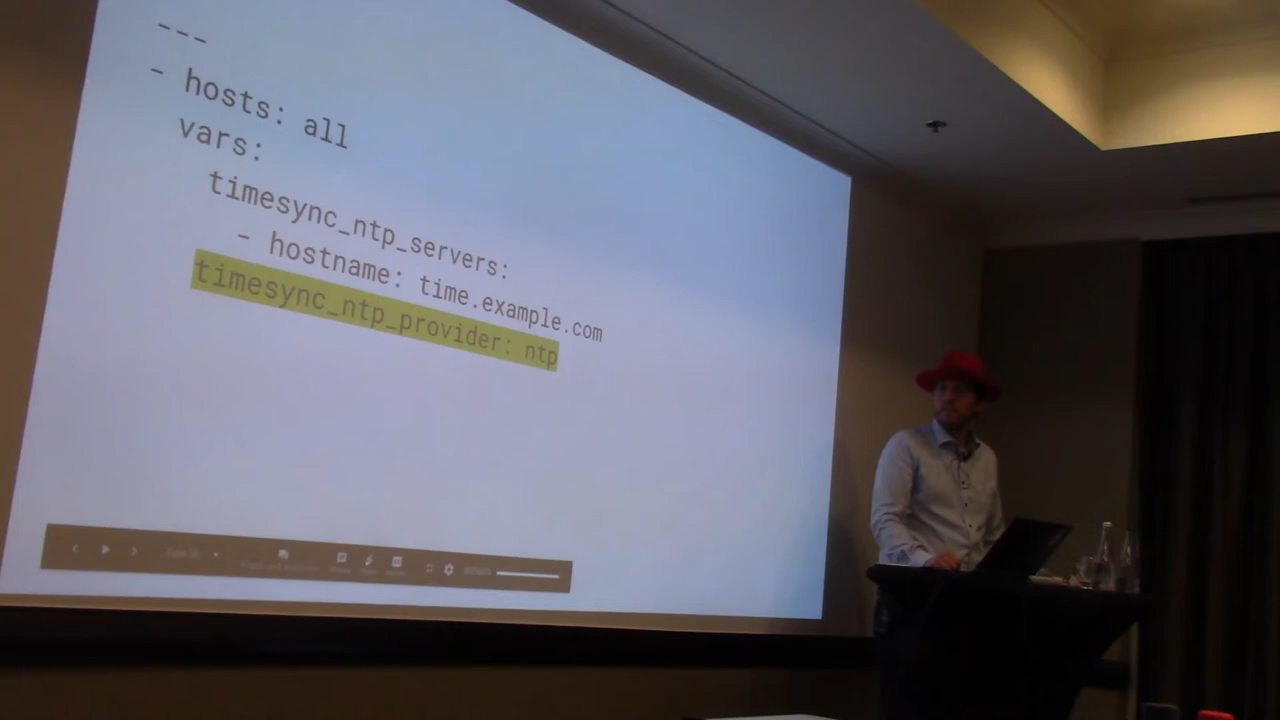 ---
- hosts: all
vars:
timesync_ntp_servers:
- hostname: time.example.com
timesync_ntp_provider: ntp